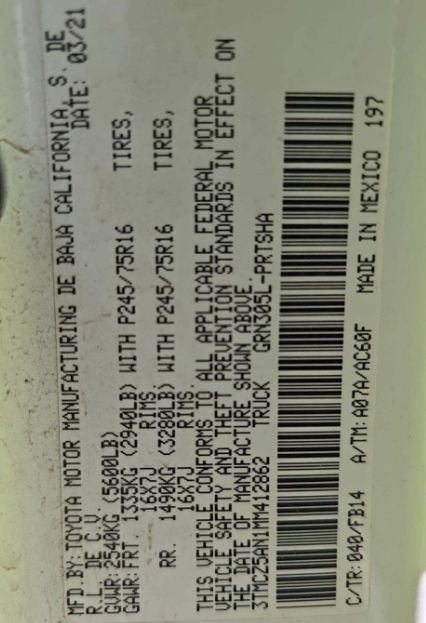 MFD.BY:TOYOTA MOTOR MANUFACTURING DE BAJA CALIFORNIA, S. DE
R.L. DE C.V. DATE: 03/21
GVWR:2540KG (5600LB)
GAWR:FRT. 1335KG (2940LB) WITH P245/75R16 TIRES,
16X7J RIMS
RR. 1490KG (3280LB) WITH P245/75R16 TIRES,
16X7J RIMS.
THIS VEHICLE CONFORMS TO ALL APPLICABLE FEDERAL MOTOR
VEHICLE SAFETY AND THEFT PREVENTION STANDARDS IN EFFECT ON
THE DATE OF MANUFACTURE SHOWN ABOVE.
3TMCZ5AN1MM412862 TRUCK GRN305L-PRTSHA
C/TR:040/FB14 A/TM:A07A/AC60F MADE IN MEXICO 197